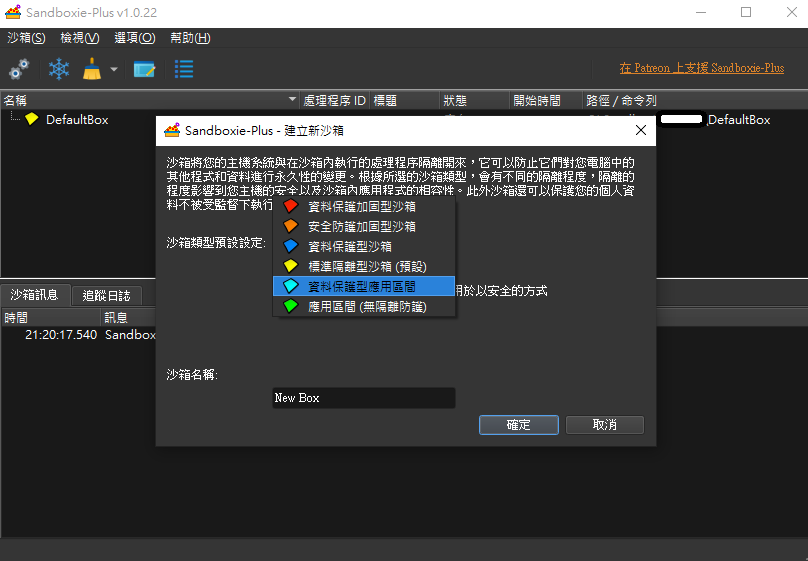 Sandboxie-Plus v1.0.22
沙箱(S) 檢視(V) 選項(O) 幫助(H)
在 Patreon 上支援 Sandboxie-Plus
名稱 處理程序 ID 標題 狀態 開始時間 路徑 / 命令列
DefaultBox DefaultBox
Sandboxie-Plus - 建立新沙箱
沙箱將您的主機系統與在沙箱內執行的處理程序隔離開來，它可以防止它們對您電腦中的
其他程式和資料進行永久性的變更。根據所選的沙箱類型，會有不同的隔離程度，隔離的
程度影響到您主機的安全以及沙箱內應用程式的相容性。此外沙箱還可以保護您的個人資
料不被受監督下執行
沙箱類型預設設定:
資料保護加固型沙箱
安全防護加固型沙箱
資料保護型沙箱
標準隔離型沙箱 (預設)
資料保護型應用區間
應用區間 (無隔離防護)
用於以安全的方式
沙箱訊息 追蹤日誌
時間 訊息
21:20:17.540 Sandbox
沙箱名稱:
New Box
確定 取消